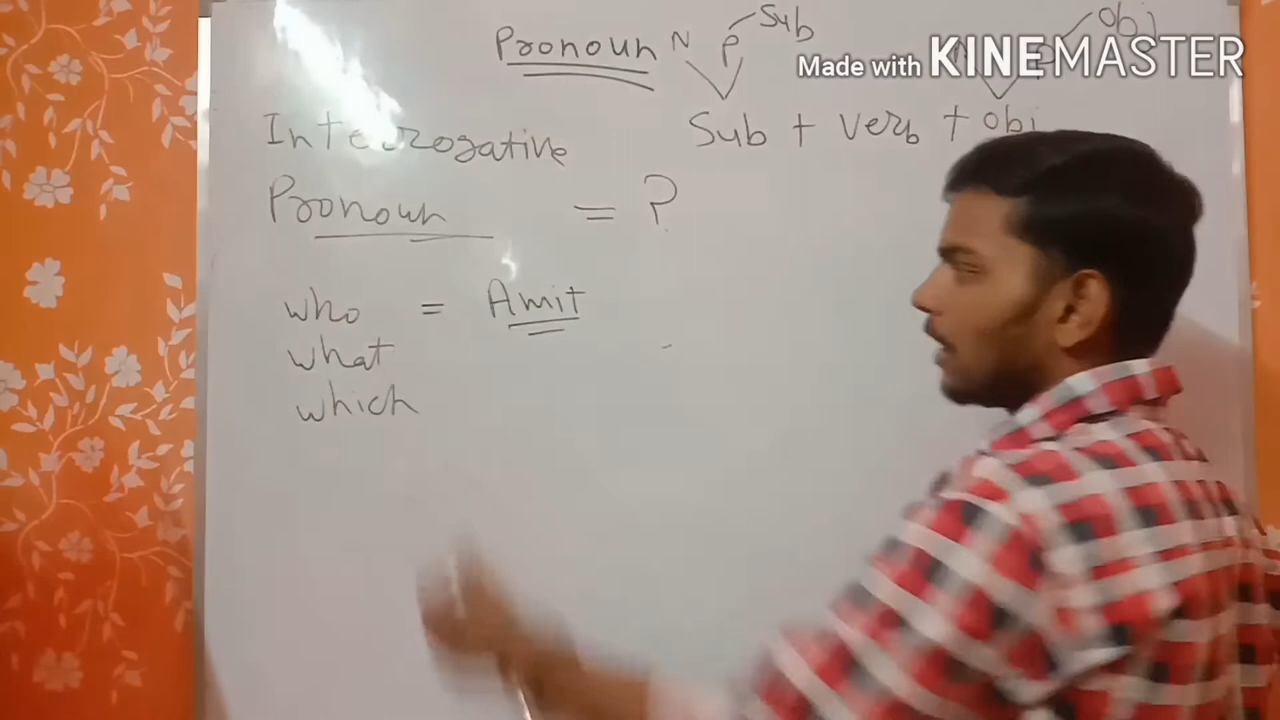 Sub
Obj
Pronoun N P
Made with KINEMASTER
Sub + verb + obj
Interrogative
Pronoun = ?
who = Amit
what
which